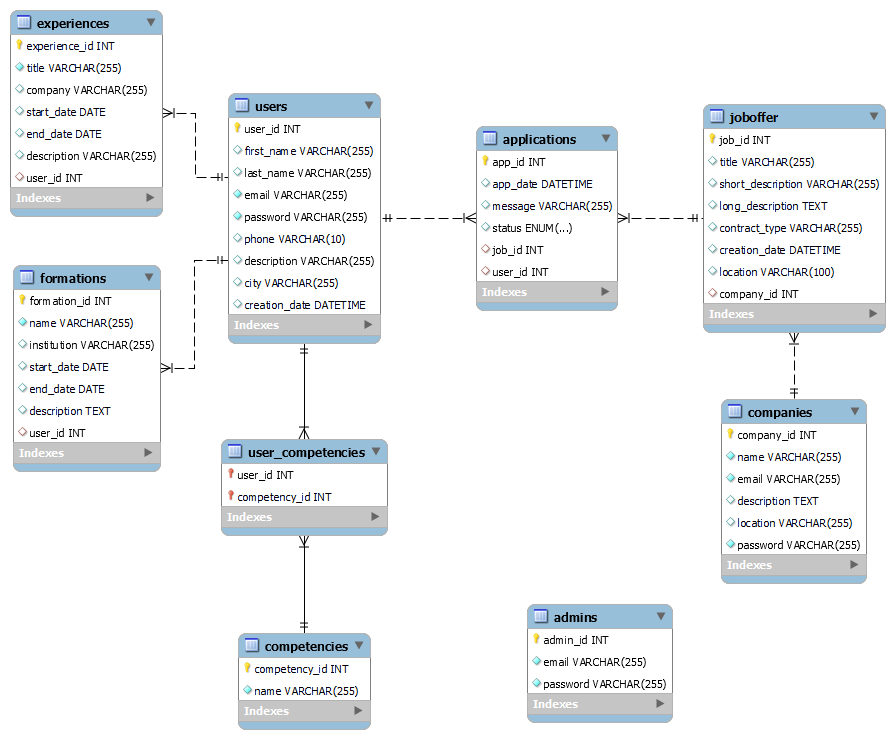 experiences
experience_id INT
title VARCHAR(255)
company VARCHAR(255)
start_date DATE
end_date DATE
description VARCHAR(255)
user_id INT
Indexes
formations
formation_id INT
name VARCHAR(255)
institution VARCHAR(255)
start_date DATE
end_date DATE
description TEXT
user_id INT
Indexes
users
user_id INT
first_name VARCHAR(255)
last_name VARCHAR(255)
email VARCHAR(255)
password VARCHAR(255)
phone VARCHAR(10)
description VARCHAR(255)
city VARCHAR(255)
creation_date DATETIME
Indexes
user_competencies
user_id INT
competency_id INT
Indexes
competencies
competency_id INT
name VARCHAR(255)
Indexes
applications
app_id INT
app_date DATETIME
message VARCHAR(255)
status ENUM(...)
job_id INT
user_id INT
Indexes
joboffer
job_id INT
title VARCHAR(255)
short_description VARCHAR(255)
long_description TEXT
contract_type VARCHAR(255)
creation_date DATETIME
location VARCHAR(100)
company_id INT
Indexes
companies
company_id INT
name VARCHAR(255)
email VARCHAR(255)
description TEXT
location VARCHAR(255)
password VARCHAR(255)
Indexes
admins
admin_id INT
email VARCHAR(255)
password VARCHAR(255)
Indexes